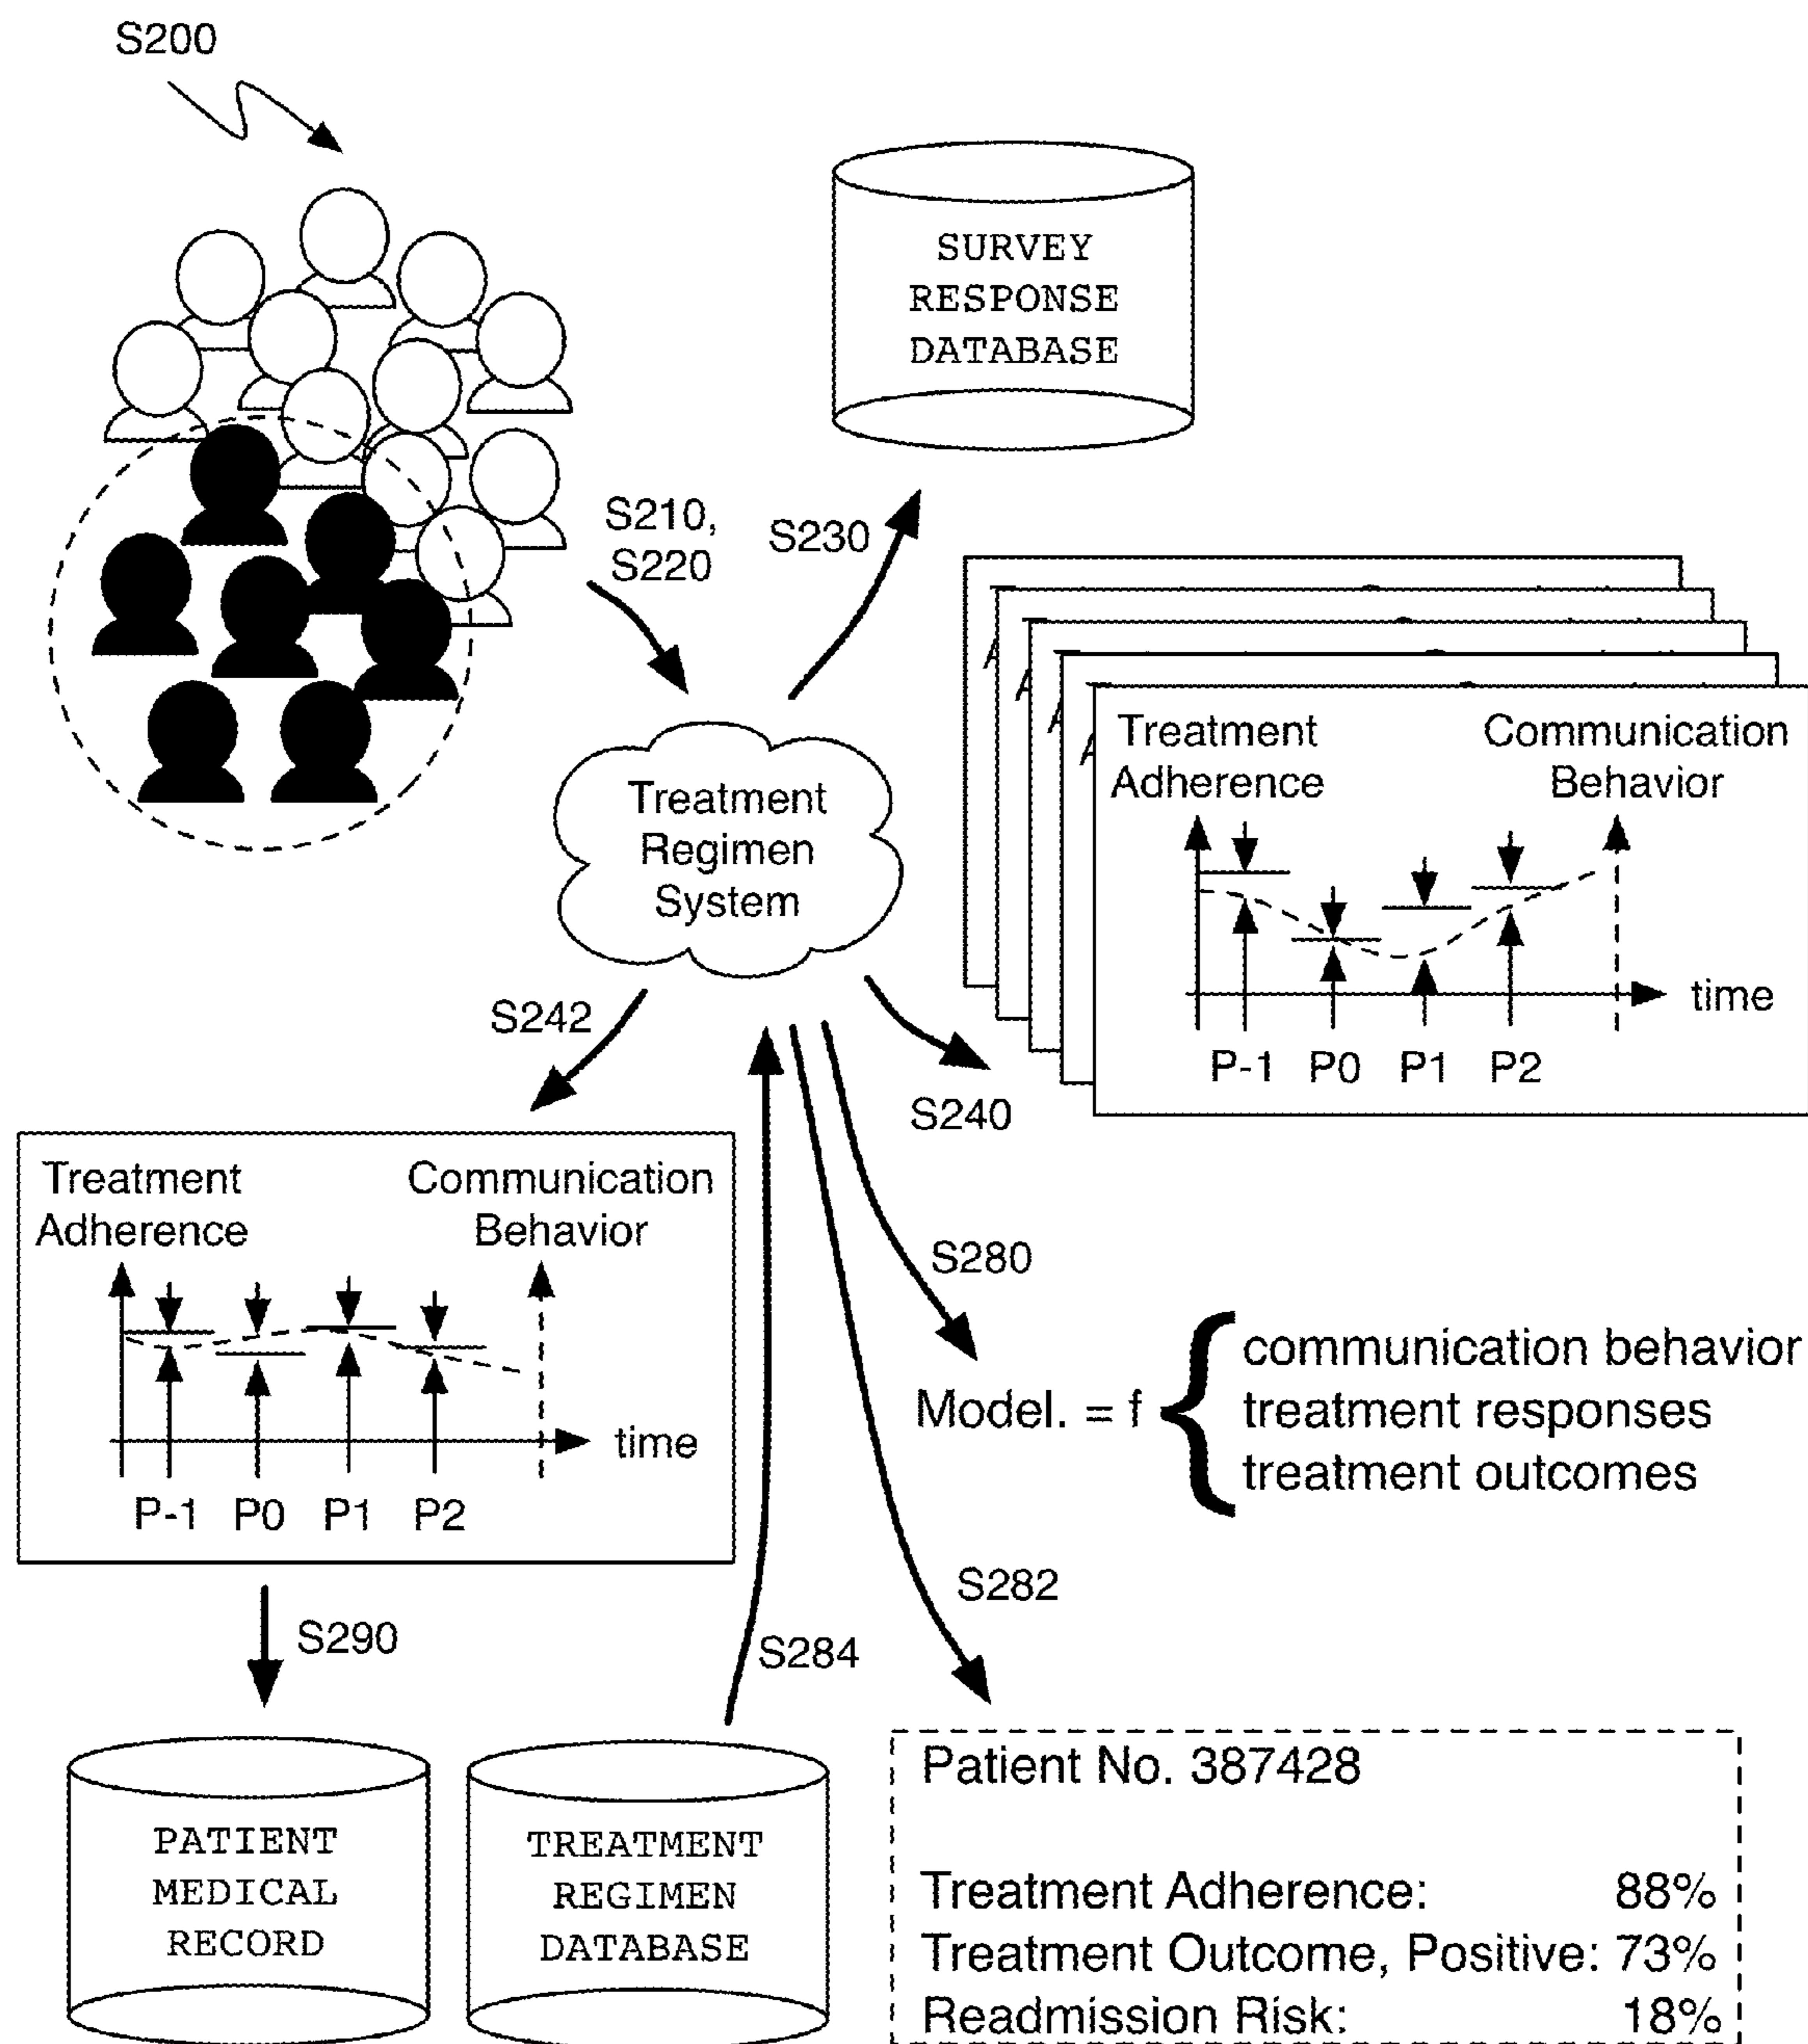 S200
SURVEY
RESPONSE
DATABASE
S210,
S220
S230
Treatment
Adherence
Communication
Behavior
time
P-1 P0 P1 P2
Treatment
Regimen
System
S242
S240
Treatment
Adherence
Communication
Behavior
time
P-1 P0 P1 P2
S280
Model. = f { communication behavior
treatment responses
treatment outcomes
S282
S290
S284
PATIENT
MEDICAL
RECORD
TREATMENT
REGIMEN
DATABASE
Patient No. 387428
Treatment Adherence: 88%
Treatment Outcome, Positive: 73%
Readmission Risk: 18%